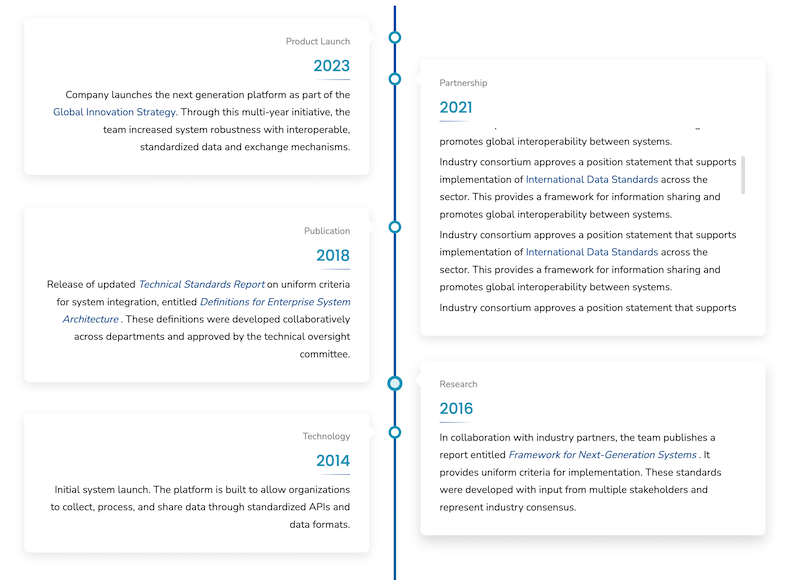 Product Launch
2023
Company launches the next generation platform as part of the
Global Innovation Strategy. Through this multi-year initiative, the
team increased system robustness with interoperable,
standardized data and exchange mechanisms.
Partnership
2021
promotes global interoperability between systems.
Industry consortium approves a position statement that supports
implementation of International Data Standards across the
sector. This provides a framework for information sharing and
promotes global interoperability between systems.
Industry consortium approves a position statement that supports
implementation of International Data Standards across the
sector. This provides a framework for information sharing and
promotes global interoperability between systems.
Industry consortium approves a position statement that supports
Publication
2018
Release of updated Technical Standards Report on uniform criteria
for system integration, entitled Definitions for Enterprise System
Architecture . These definitions were developed collaboratively
across departments and approved by the technical oversight
committee.
Research
2016
In collaboration with industry partners, the team publishes a
report entitled Framework for Next-Generation Systems . It
provides uniform criteria for implementation. These standards
were developed with input from multiple stakeholders and
represent industry consensus.
Technology
2014
Initial system launch. The platform is built to allow organizations
to collect, process, and share data through standardized APIs and
data formats.